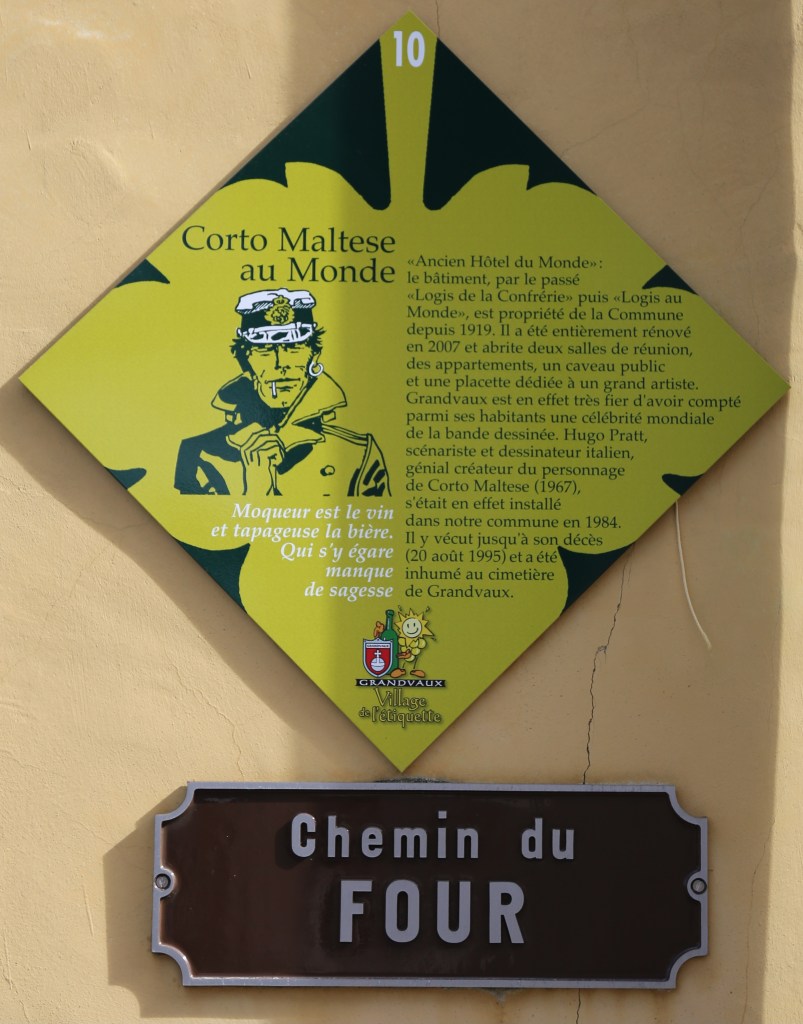 10
Corto Maltese
au Monde
«Ancien Hôtel du Monde»:
le bâtiment, par le passé
«Logis de la Confrérie» puis «Logis au
Monde», est propriété de la Commune
depuis 1919. Il a été entièrement rénové
en 2007 et abrite deux salles de réunion,
des appartements, un caveau public
et une placette dédiée à un grand artiste.
Grandvaux est en effet très fier d'avoir compté
parmi ses habitants une célébrité mondiale
de la bande dessinée. Hugo Pratt,
scénariste et dessinateur italien,
génial créateur du personnage
de Corto Maltese (1967),
s'était en effet installé
dans notre commune en 1984.
Il y vécut jusqu'à son décès
(20 août 1995) et a été
inhumé au cimetière
de Grandvaux.
Moqueur est le vin
et tapageuse la bière.
Qui s'y égare
manque
de sagesse
GRANDVAUX
Village
de l'étiquette
Chemin du
FOUR